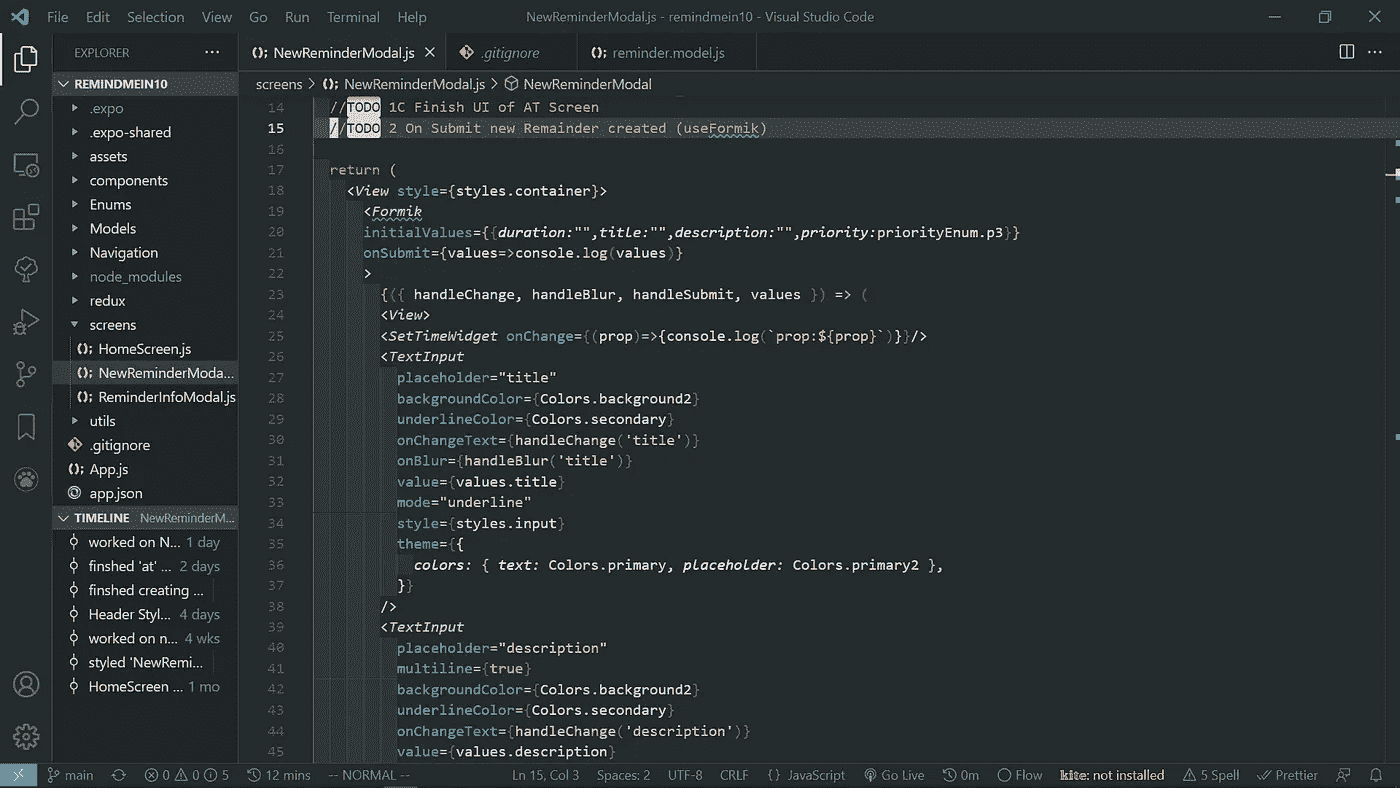 File Edit Selection View Go Run Terminal Help NewReminderModal.js - remindmein10 - Visual Studio Code
EXPLORER ···
REMINDMEIN10
.expo
.expo-shared
assets
components
Enums
Models
Navigation
node_modules
redux
screens
HomeScreen.js
NewReminderModa...
ReminderInfoModal.js
utils
.gitignore
App.js
app.json
TIMELINE NewReminderM...
worked on N... 1 day
finshed 'at' ... 2 days
finshed creating ...
Header Styl... 4 days
worked on n... 4 wks
styled 'NewRemi...
HomeScreen ... 1 mo
NewReminderModal.js .gitignore reminder.model.js
screens > NewReminderModal.js > NewReminderModal
14 //TODO 1C Finish UI of AT Screen
15 //TODO 2 On Submit new Remainder created (useFormik)
16
17 return (
18 <View style={styles.container}>
19 <Formik
20 initialValues={{duration:"",title:"",description:"",priority:priorityEnum.p3}}
21 onSubmit={values=>console.log(values)}
22 >
23 {({ handleChange, handleBlur, handleSubmit, values }) => (
24 <View>
25 <SetTimeWidget onChange={(prop)=>{console.log(`prop:${prop}`)}}/>
26 <TextInput
27 placeholder="title"
28 backgroundColor={Colors.background2}
29 underlineColor={Colors.secondary}
30 onChangeText={handleChange('title')}
31 onBlur={handleBlur('title')}
32 value={values.title}
33 mode="underline"
34 style={styles.input}
35 theme={{
36 colors: { text: Colors.primary, placeholder: Colors.primary2 },
37 }}
38 />
39 <TextInput
40 placeholder="description"
41 multiline={true}
42 backgroundColor={Colors.background2}
43 underlineColor={Colors.secondary}
44 onChangeText={handleChange('description')}
45 value={values.description}
main 0 0 5 12 mins -- NORMAL -- Ln 15, Col 3 Spaces: 2 UTF-8 CRLF {} JavaScript Go Live 0m Flow kite: not installed 5 Spell Prettier